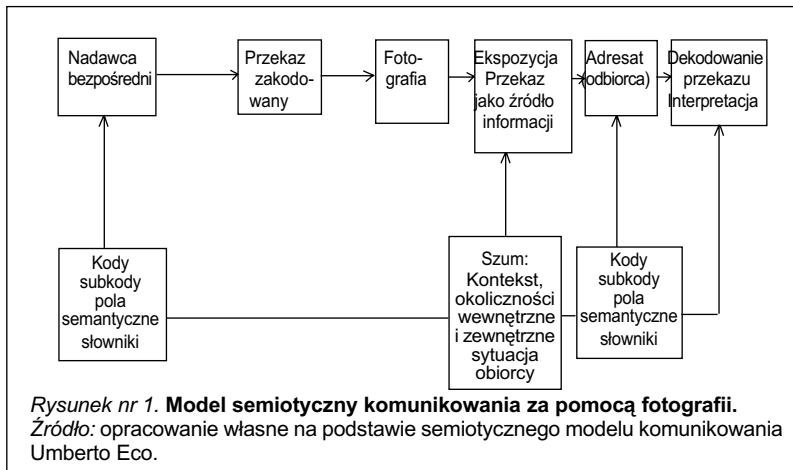 Nadawca
bezpośredni
Przekaz
zakodo-
wany
Foto-
grafia
Ekspozycja
Przekaz
jako źródło
informacji
Adresat
(odbiorca)
Dekodowanie
przekazu
Interpretacja
Kody
subkody
pola
semantyczne
słowniki
Szum:
Kontekst,
okoliczności
wewnętrzne
i zewnętrzne
sytuacja
obiorcy
Kody
subkody
pola
semantyczne
słowniki
Rysunek nr 1. Model semiotyczny komunikowania za pomocą fotografii.
Źródło: opracowanie własne na podstawie semiotycznego modelu komunikowania
Umberto Eco.